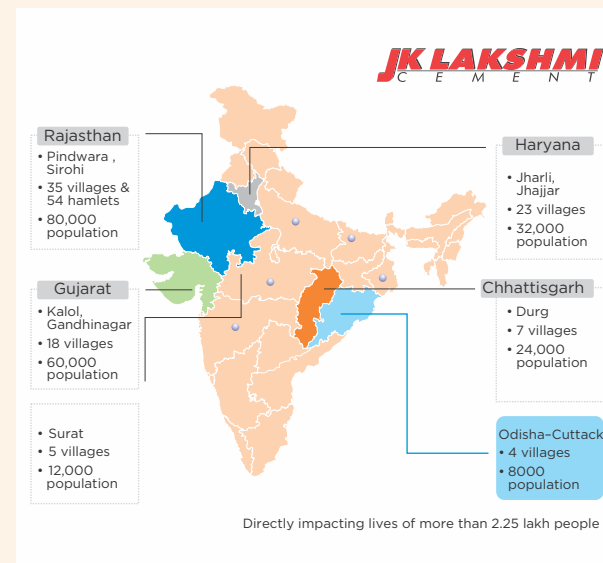 JK LAKSHMI
CEMENT
Rajasthan
• Pindwara ,
Sirohi
• 35 villages &
54 hamlets
• 80,000
population
Haryana
• Jharli,
Jhajjar
• 23 villages
• 32,000
population
Gujarat
• Kalol,
Gandhinagar
• 18 villages
• 60,000
population
Chhattisgarh
• Durg
• 7 villages
• 24,000
population
• Surat
• 5 villages
• 12,000
population
Odisha–Cuttack
• 4 villages
• 8000
population
Directly impacting lives of more than 2.25 lakh people